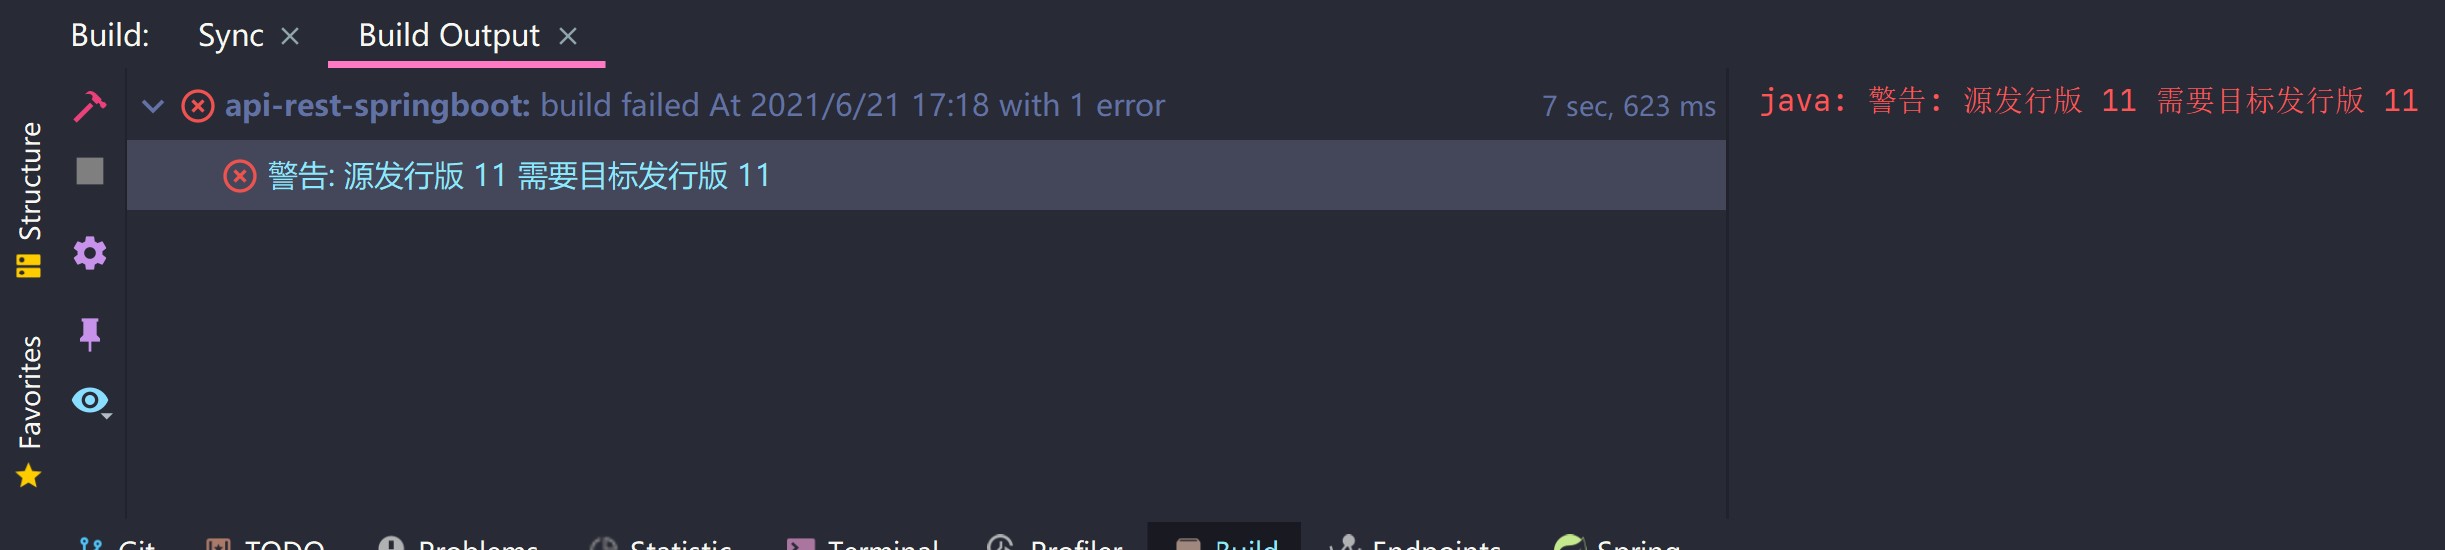 Build:
Sync
Build Output
api-rest-springboot: build failed At 2021/6/21 17:18 with 1 error
7 sec, 623 ms
警告: 源发行版 11 需要目标发行版 11
java: 警告: 源发行版 11 需要目标发行版 11
Structure
Favorites
Git
TODO
Problems
Statistic
Terminal
Profiler
Build
Endpoints
Spring